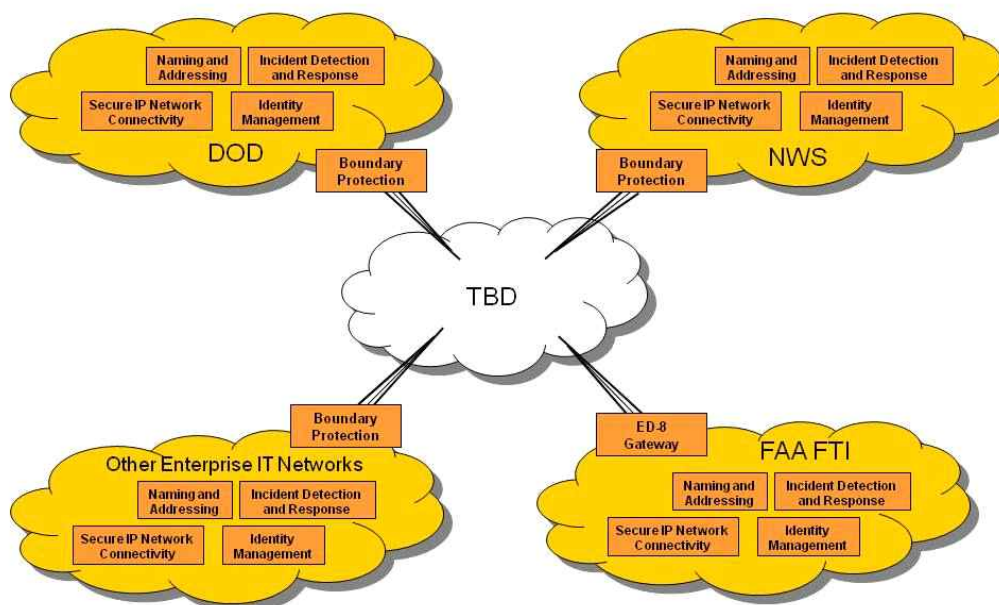 Naming and
Addressing
Incident Detection
and Response
Secure IP Network
Connectivity
Identity
Management
DOD
Boundary
Protection
Naming and
Addressing
Incident Detection
and Response
Secure IP Network
Connectivity
Identity
Management
NWS
Boundary
Protection
TBD
Boundary
Protection
Other Enterprise IT Networks
Naming and
Addressing
Incident Detection
and Response
Secure IP Network
Connectivity
Identity
Management
ED-8
Gateway
FAA FTI
Naming and
Addressing
Incident Detection
and Response
Secure IP Network
Connectivity
Identity
Management